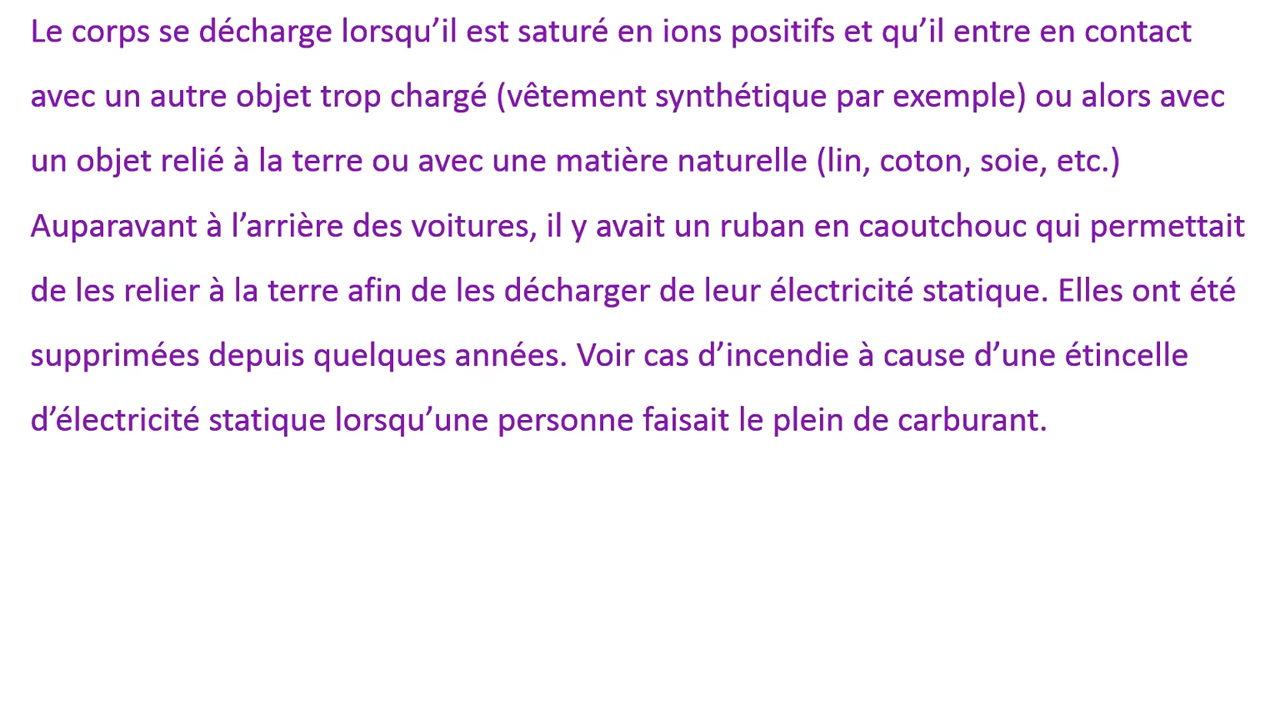 Le corps se décharge lorsqu’il est saturé en ions positifs et qu’il entre en contact
avec un autre objet trop chargé (vêtement synthétique par exemple) ou alors avec
un objet relié à la terre ou avec une matière naturelle (lin, coton, soie, etc.)
Auparavant à l’arrière des voitures, il y avait un ruban en caoutchouc qui permettait
de les relier à la terre afin de les décharger de leur électricité statique. Elles ont été
supprimées depuis quelques années. Voir cas d’incendie à cause d’une étincelle
d’électricité statique lorsqu’une personne faisait le plein de carburant.